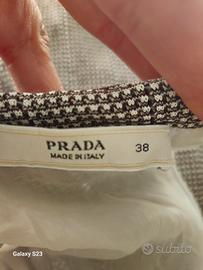 PRADA
MADE IN ITALY
38
Galaxy S23
subito